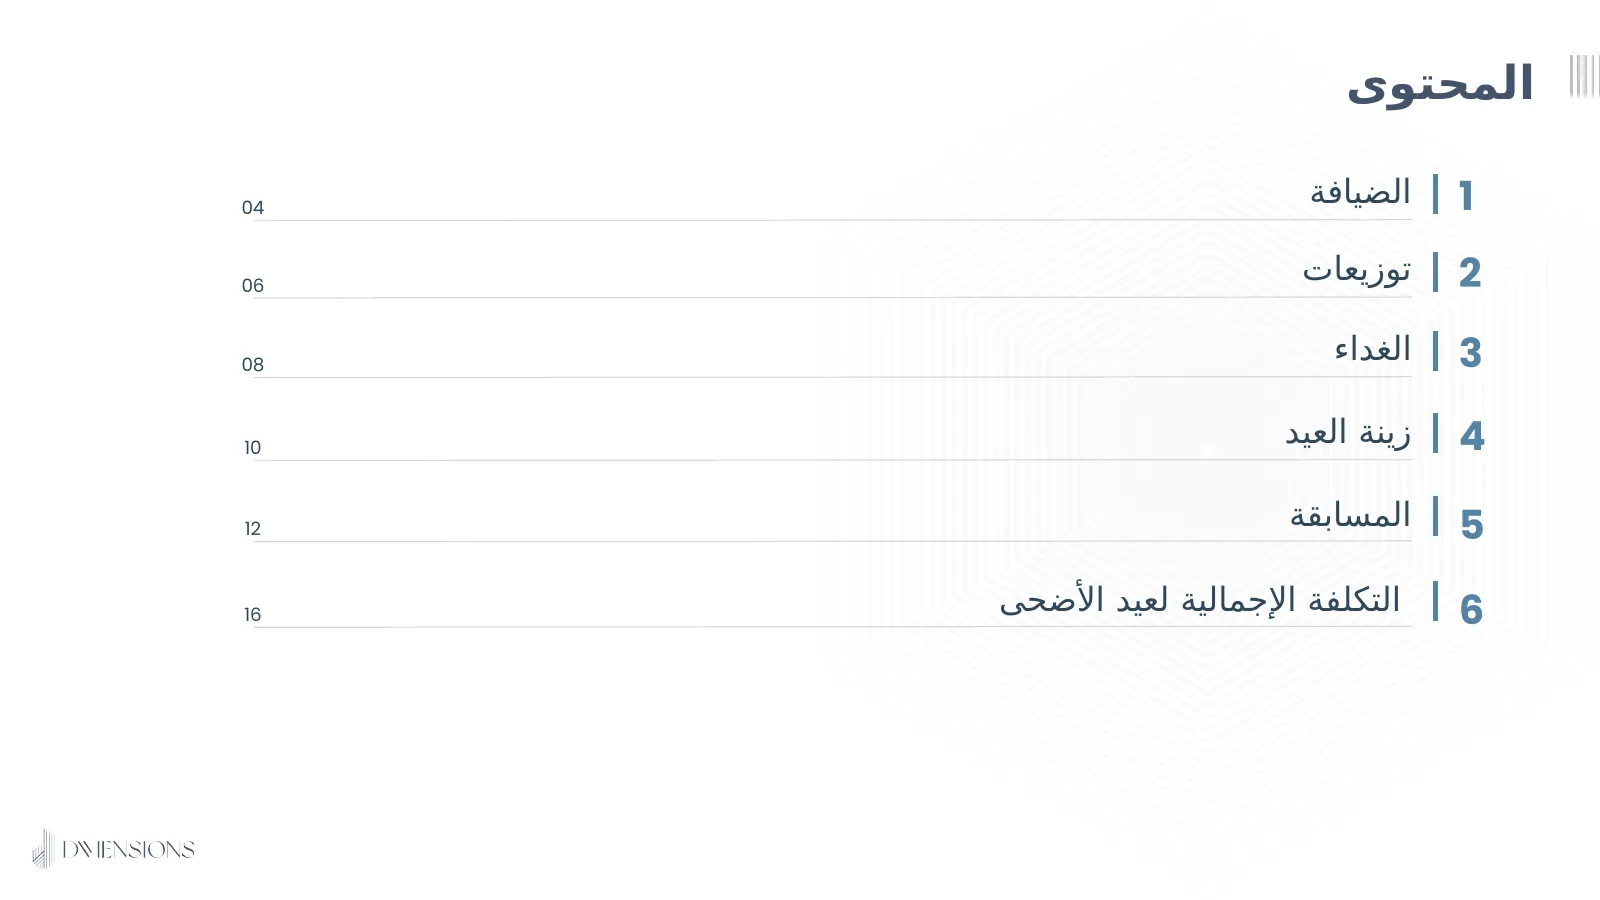 المحتوى
1 الضيافة 04
2 توزيعات 06
3 الغداء 08
4 زينة العيد 10
5 المسابقة 12
6 التكلفة الإجمالية لعيد الأضحى 16
DIMENSIONS